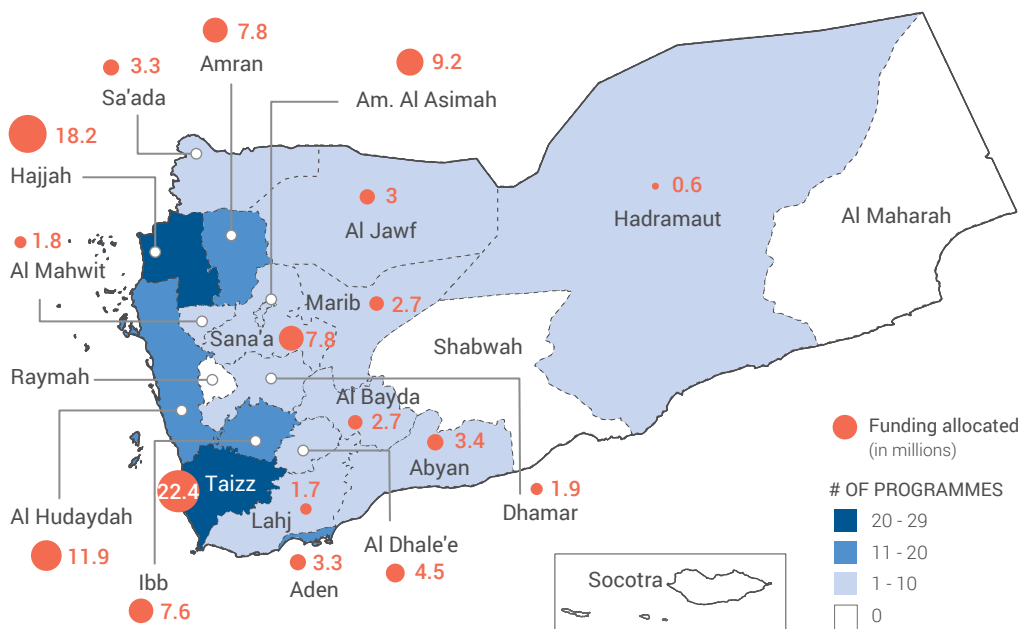 7.8
Amran
9.2
Am. Al Asimah
3.3
Sa'ada
18.2
Hajjah
3
Al Jawf
0.6
Hadramaut
Al Maharah
1.8
Al Mahwit
Marib
2.7
Sana'a
7.8
Shabwah
Raymah
Al Bayda
2.7
3.4
Abyan
Funding allocated
(in millions)
22.4
Taizz
1.7
Lahj
1.9
Dhamar
# OF PROGRAMMES
20 - 29
11 - 20
1 - 10
0
Al Hudaydah
11.9
Ibb
7.6
3.3
Aden
Al Dhale'e
4.5
Socotra